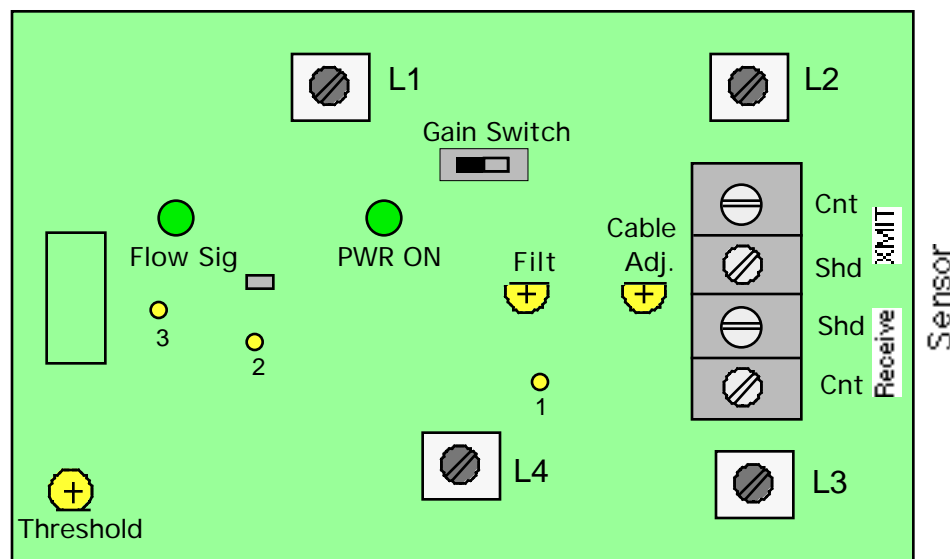 L1
L2
Gain Switch
Cnt
XMIT
Cable
Adj.
Flow Sig
PWR ON
Filt
Shd
Sensor
3
2
Shd
Receive
1
Cnt
L4
L3
Threshold